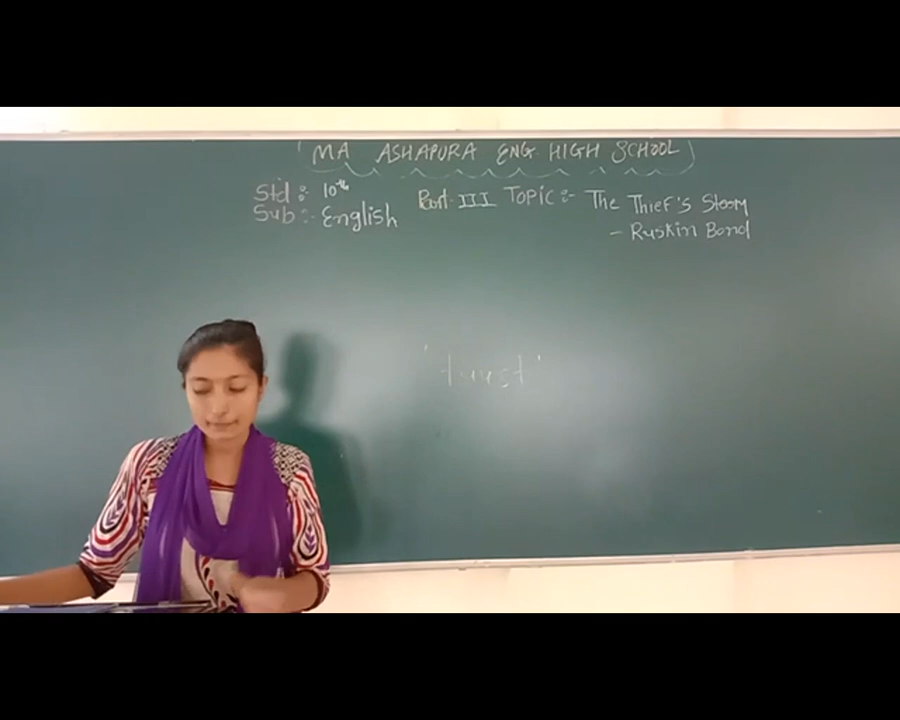 MA ASHAPURA ENG. HIGH SCHOOL
Std :- 10th
Part-III Topic :- The Thief's Story
Sub :- English
- Ruskin Bond
'trust'